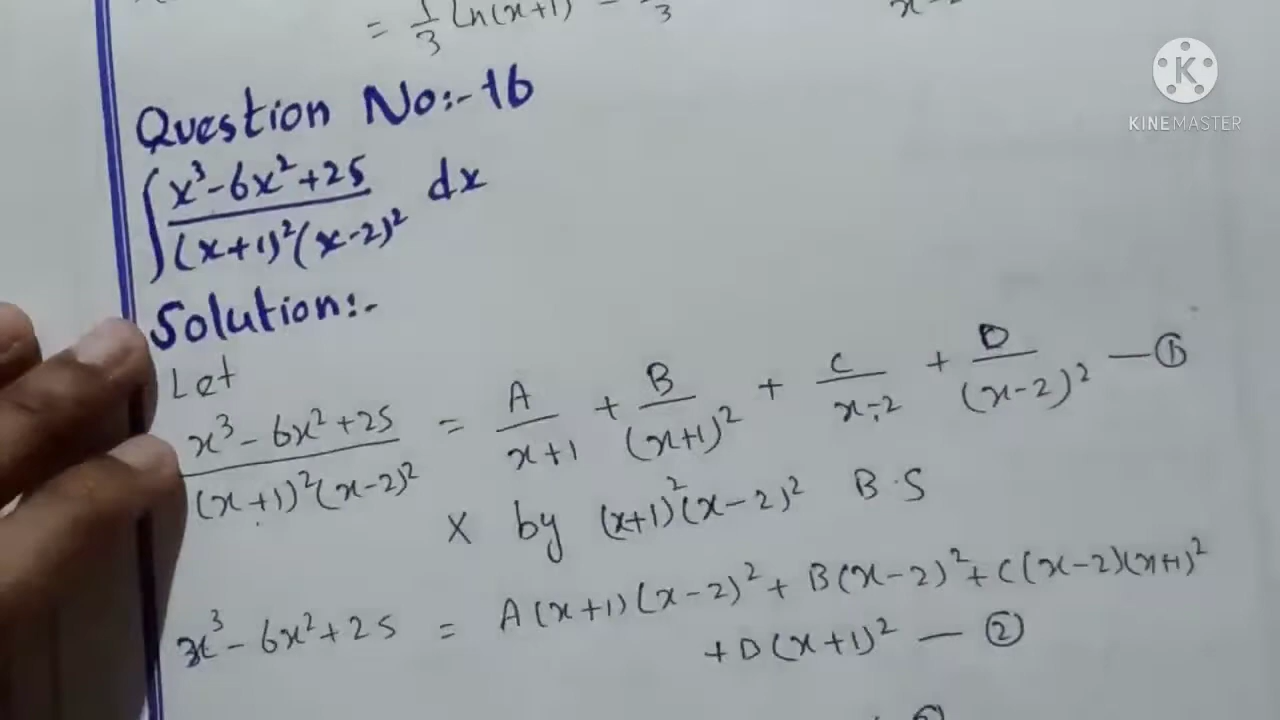 = 1/3 Ln(x+1)
K
KINEMASTER
Question No:-16
∫ x³-6x²+25 / (x+1)²(x-2)² dx
Solution:-
Let
x³-6x²+25 / (x+1)²(x-2)² = A/x+1 + B/(x+1)² + C/x-2 + D/(x-2)² — ①
X by (x+1)²(x-2)² B.S
x³-6x²+25 = A(x+1)(x-2)²+B(x-2)²+C(x-2)(x+1)²
+D(x+1)² — ②